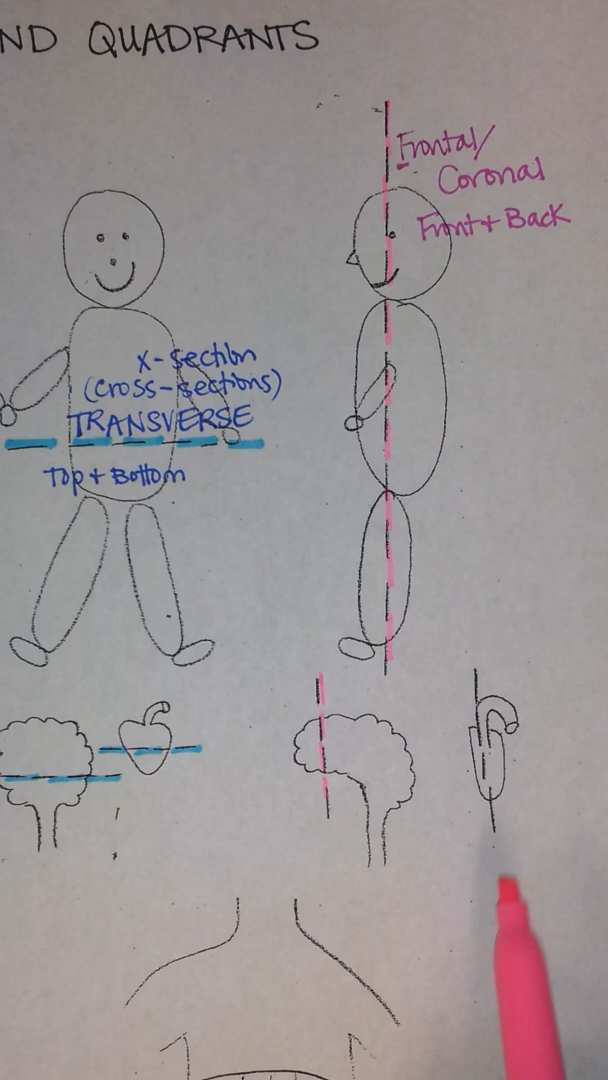 ND QUADRANTS
Frontal/
Coronal
Front + Back
X-section
(cross-sections)
TRANSVERSE
Top + Bottom